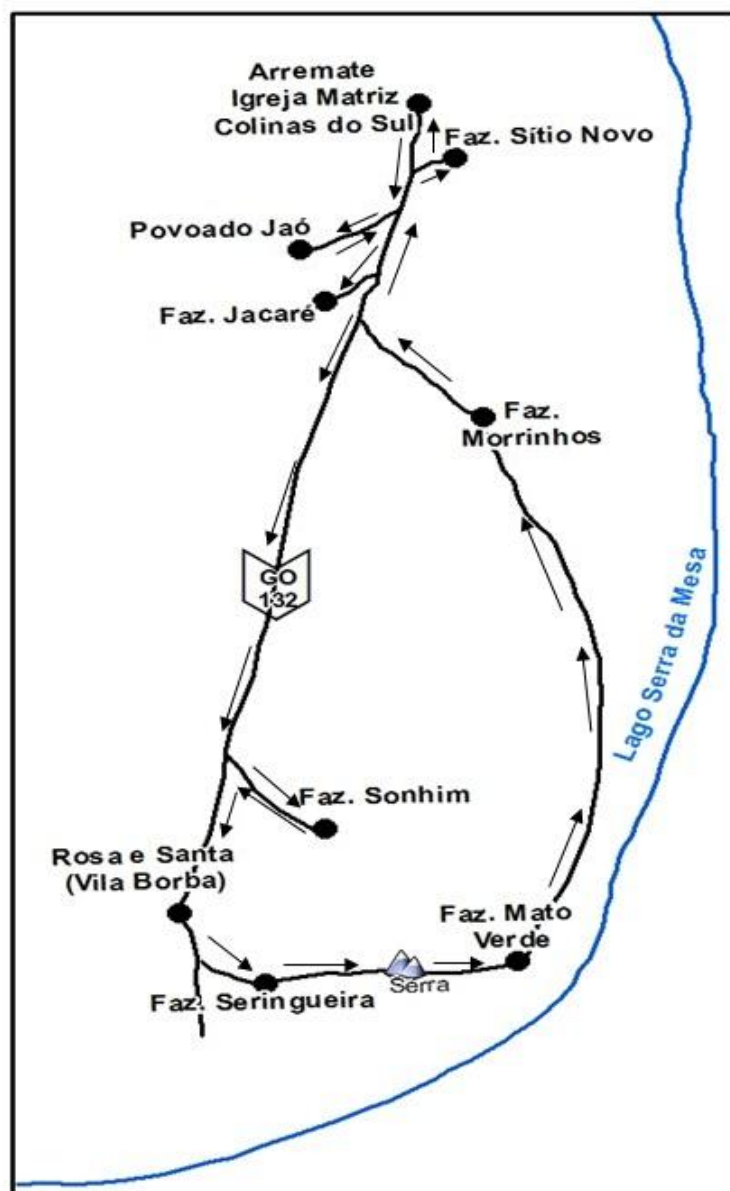 Arremate
Igreja Matriz
Colinas do Sul
Faz. Sítio Novo
Povoado Jaó
Faz. Jacaré
Faz.
Morrinhos
GO
132
Lago Serra da Mesa
Faz. Sonhim
Rosa e Santa
(Vila Borba)
Faz. Mato
Verde
Serra
Faz. Seringueira